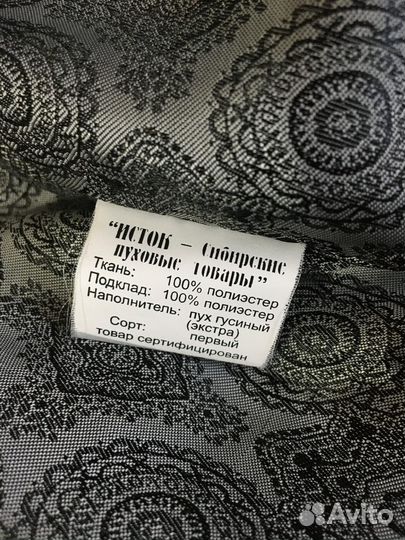 "ИСТОК – Сибирские
пуховые товары"
Ткань: 100% полиэстер
Подклад: 100% полиэстер
Наполнитель: пух гусиный
(экстра)
Сорт: первый
товар сертифицирован
Avito